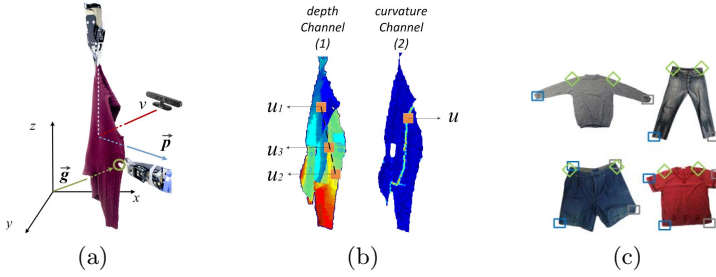 depth
Channel
(1)
curvature
Channel
(2)
v
z
p
g
x
y
u1
u3
u2
u
(a)
(b)
(c)